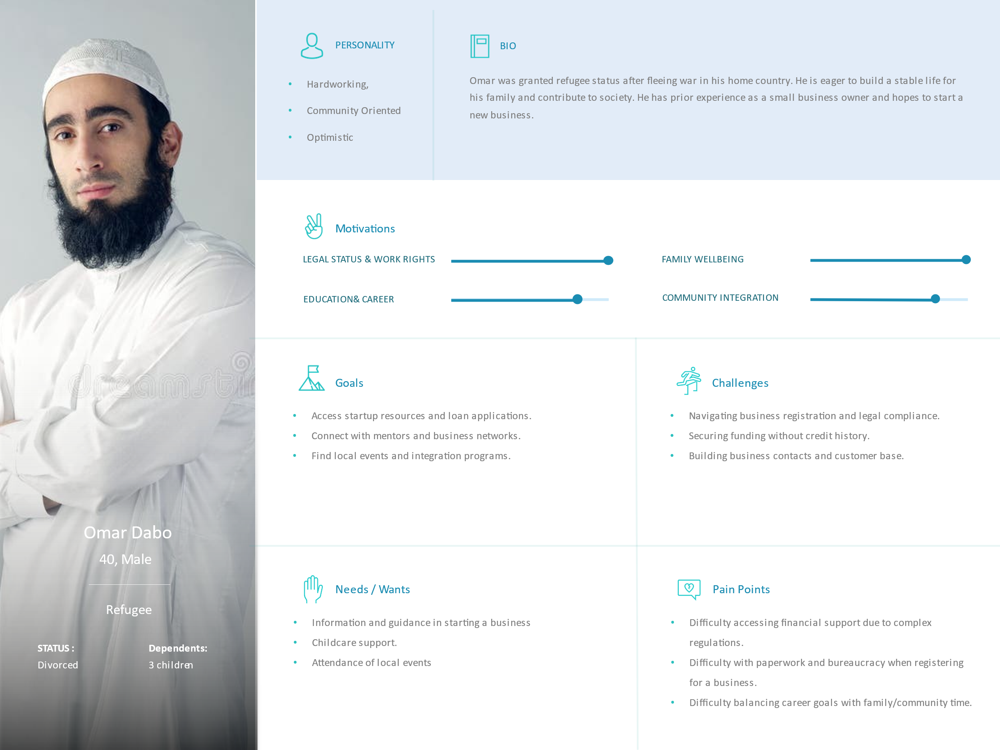 PERSONALITY
Hardworking,
Community Oriented
Optimistic
BIO
Omar was granted refugee status after fleeing war in his home country. He is eager to build a stable life for
his family and contribute to society. He has prior experience as a small business owner and hopes to start a
new business.
Motivations
LEGAL STATUS & WORK RIGHTS
FAMILY WELLBEING
EDUCATION& CAREER
COMMUNITY INTEGRATION
Goals
Access startup resources and loan applications.
Connect with mentors and business networks.
Find local events and integration programs.
Challenges
Navigating business registration and legal compliance.
Securing funding without credit history.
Building business contacts and customer base.
Needs / Wants
Information and guidance in starting a business
Childcare support.
Attendance of local events
Pain Points
Difficulty accessing financial support due to complex
regulations.
Difficulty with paperwork and bureaucracy when registering
for a business.
Difficulty balancing career goals with family/community time.
dreamsti
Omar Dabo
40, Male
Refugee
STATUS :
Divorced
Dependents:
3 children